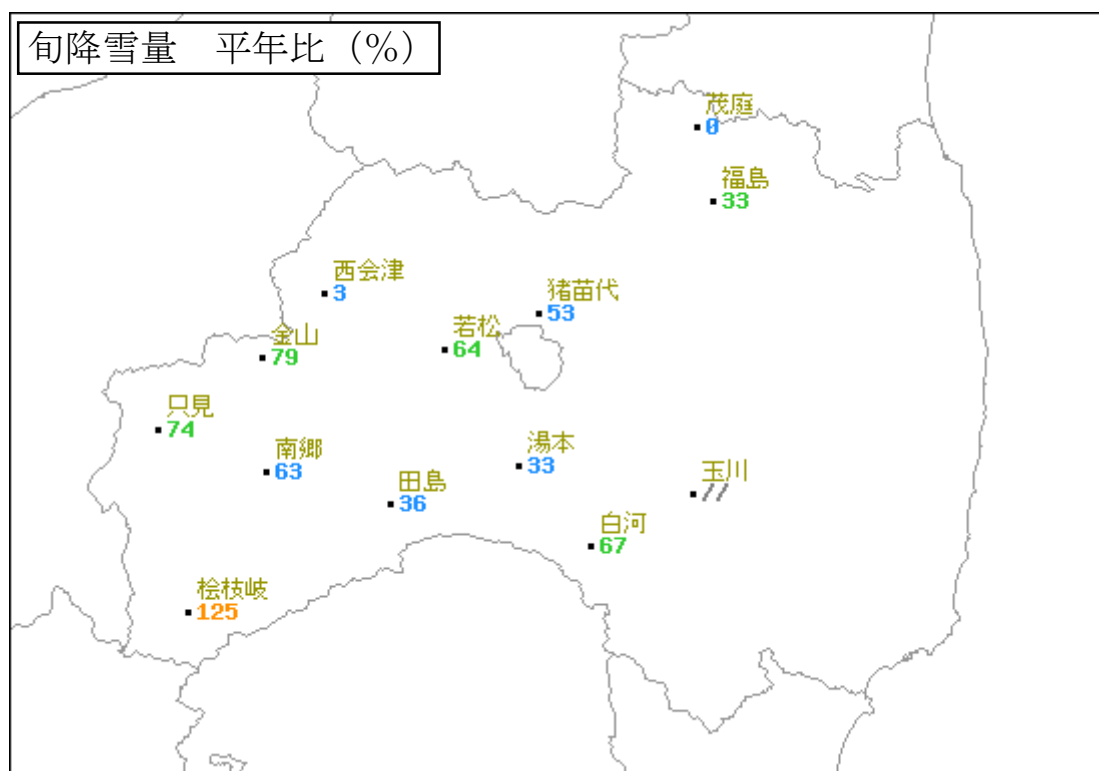 旬降雪量　平年比（％）
茂庭
0
福島
33
西会津
3
猪苗代
53
金山
79
若松
64
只見
74
南郷
63
湯本
33
田島
36
玉川
//
白河
67
桧枝岐
125